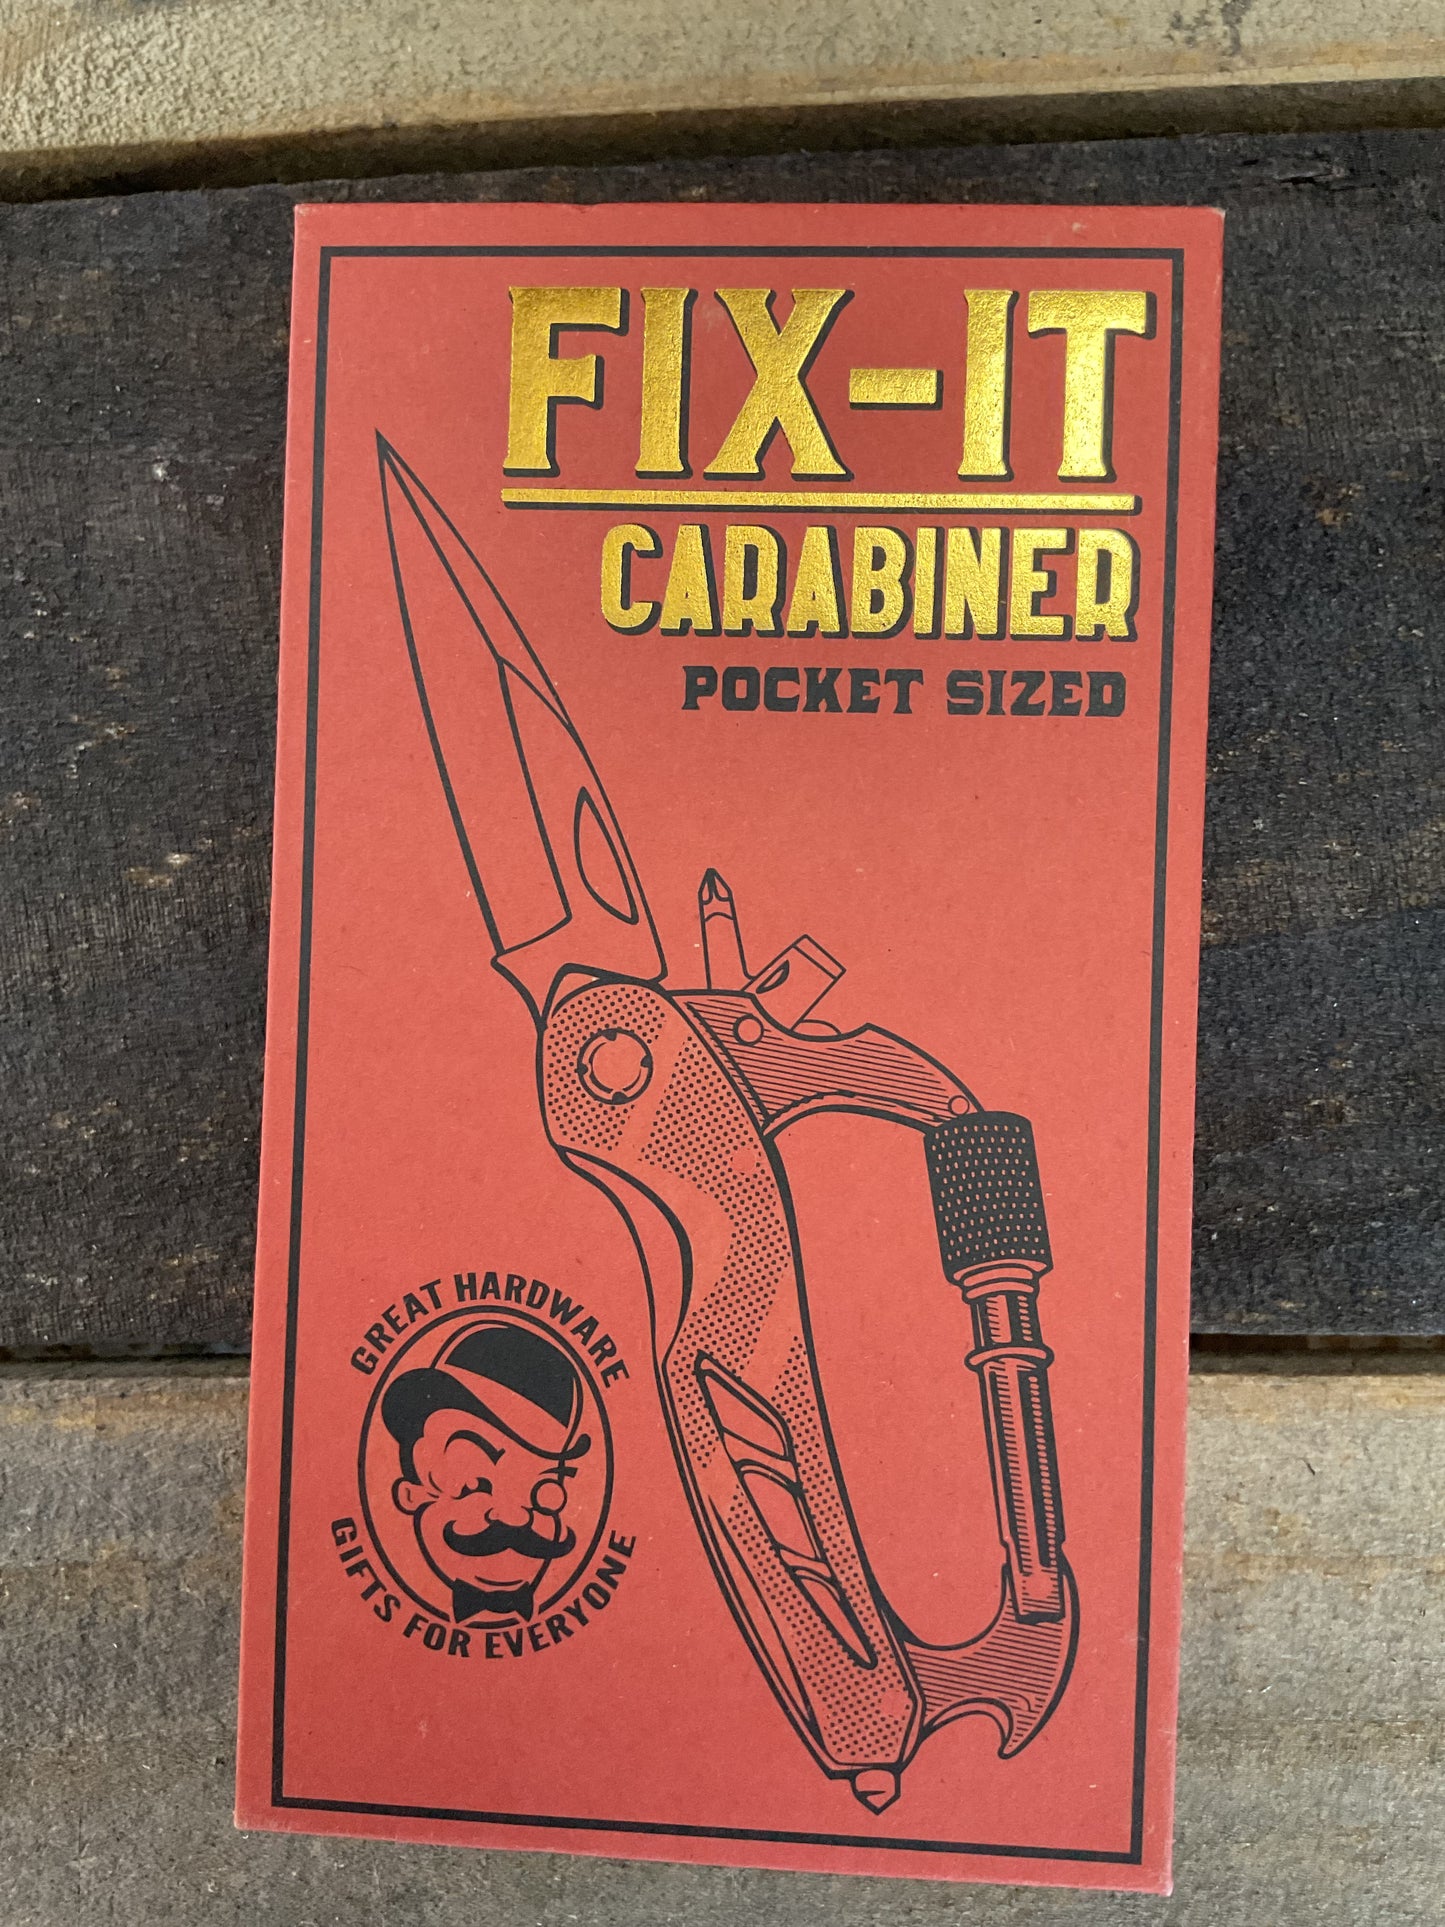 FIX-IT
CARABINER
POCKET SIZED
GREAT HARDWARE
GIFTS FOR EVERYONE